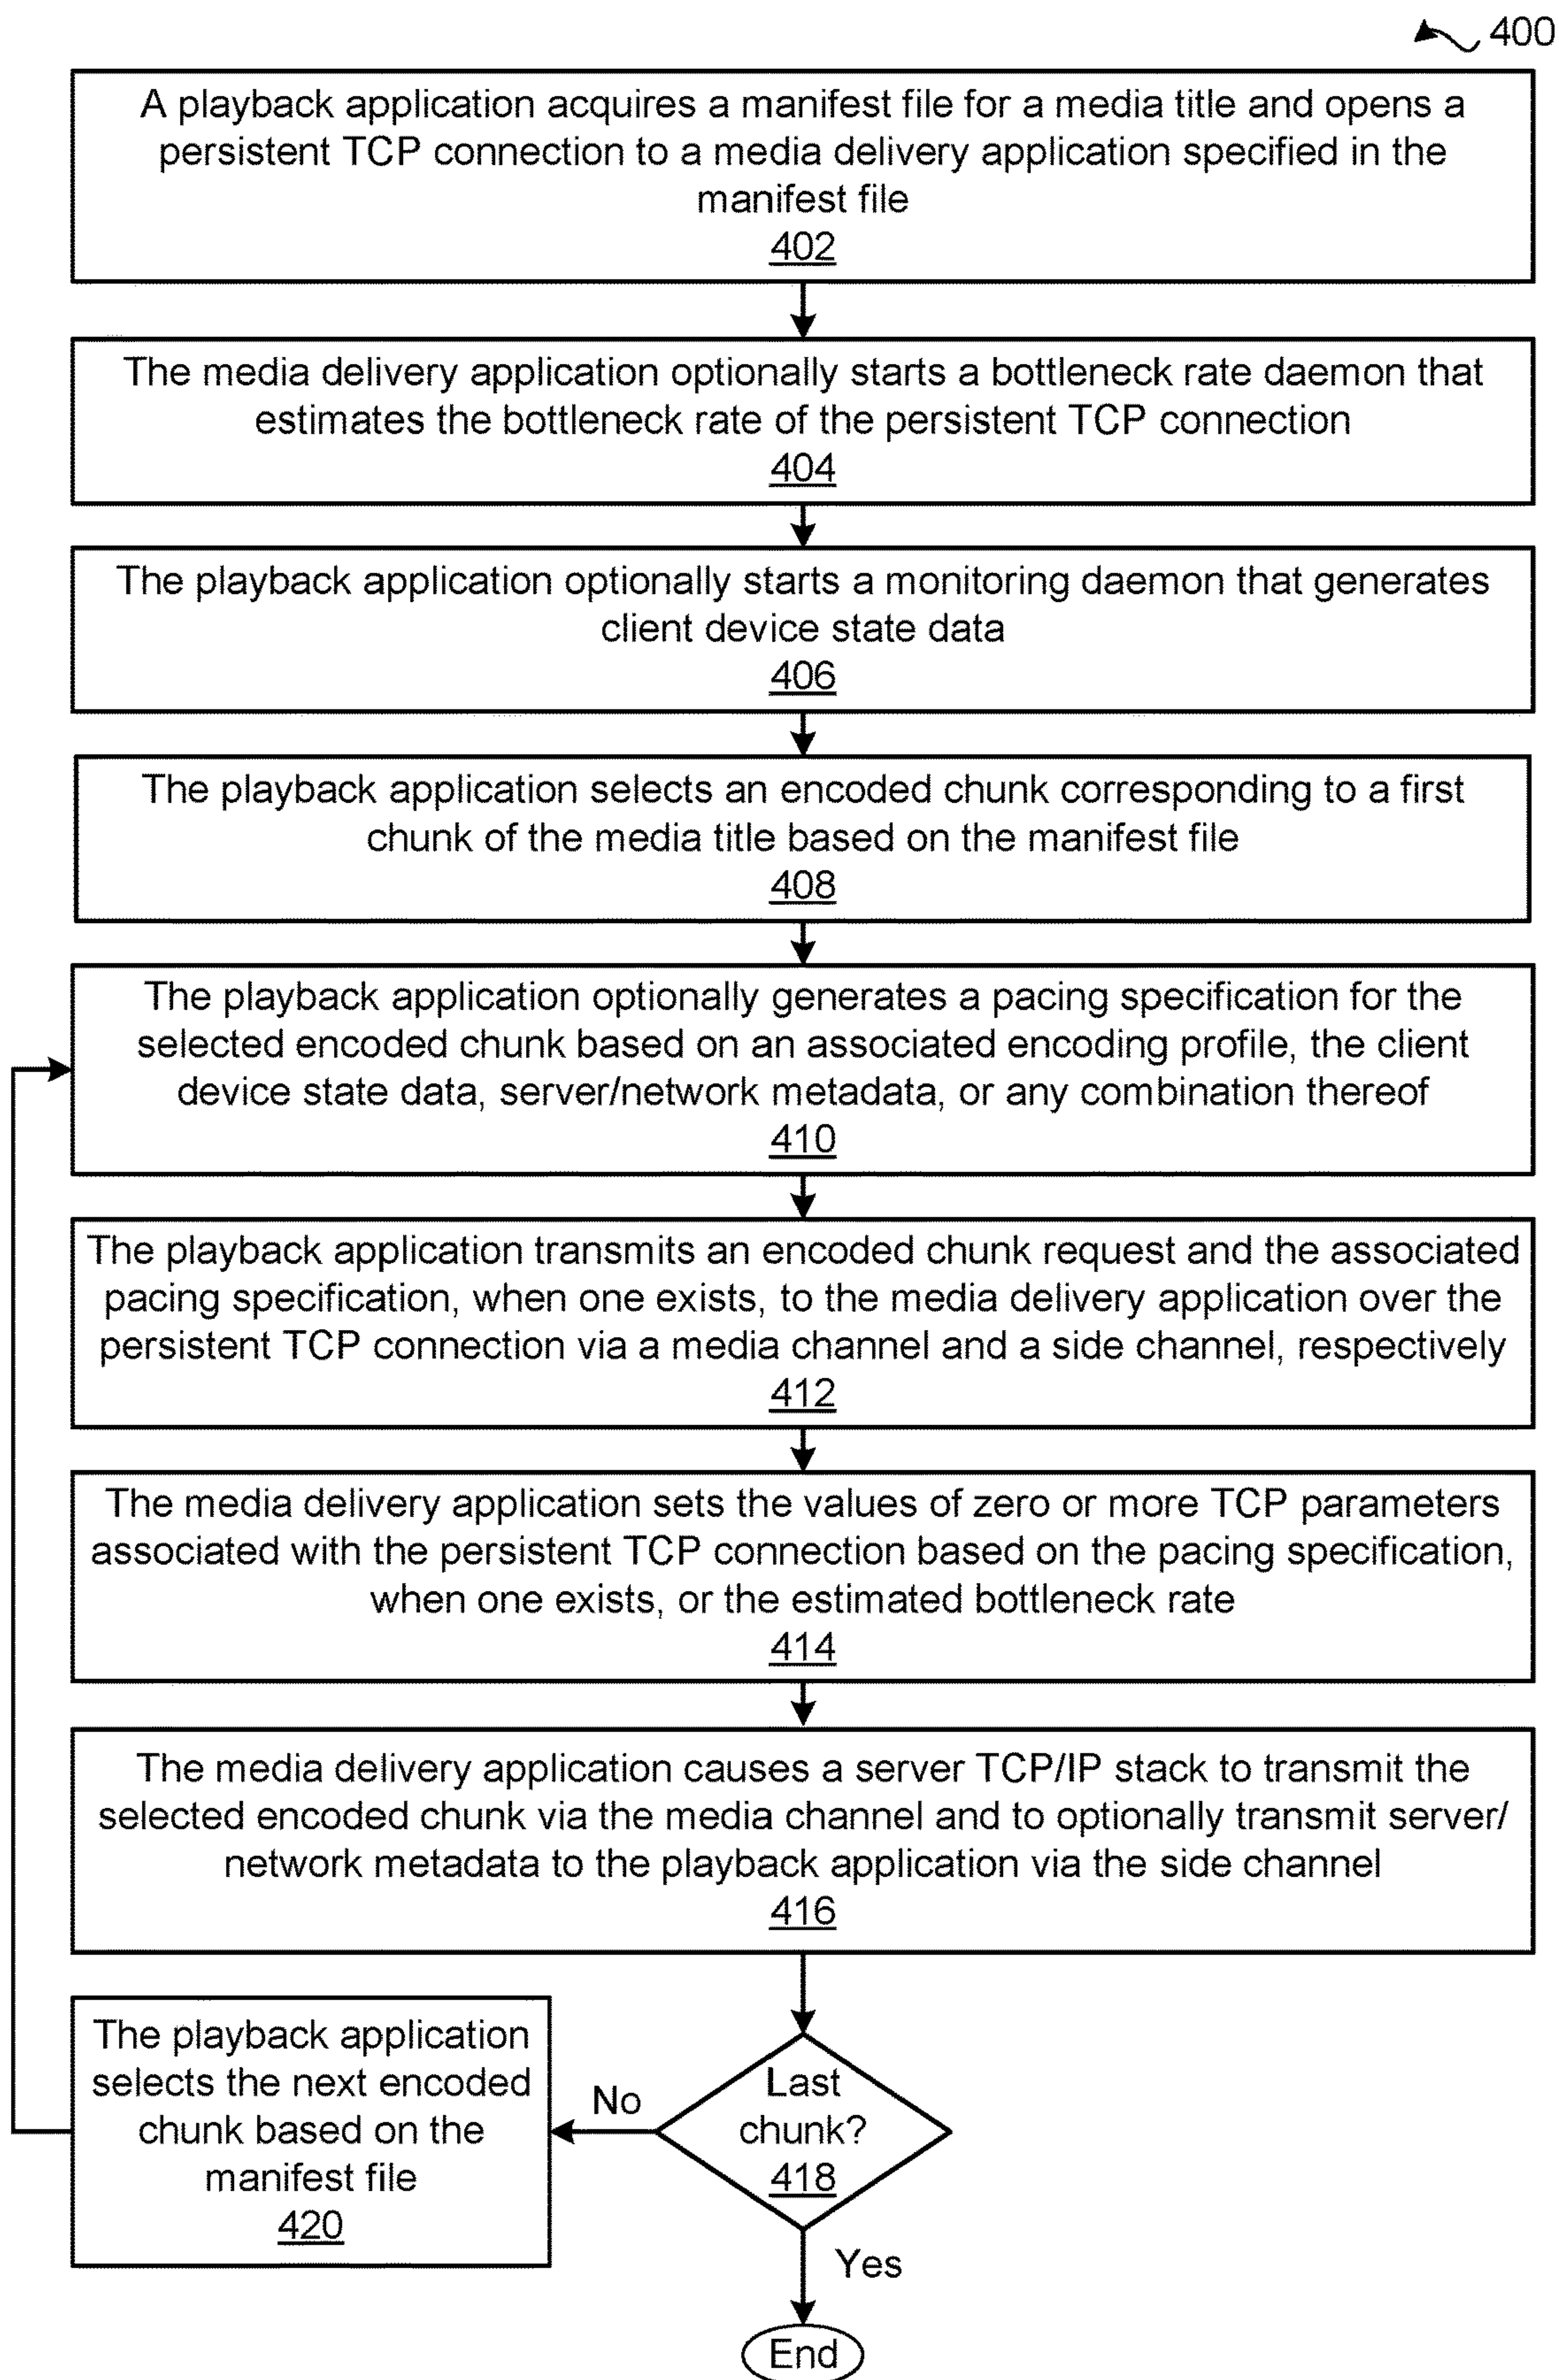 400
A playback application acquires a manifest file for a media title and opens a
persistent TCP connection to a media delivery application specified in the
manifest file
402
The media delivery application optionally starts a bottleneck rate daemon that
estimates the bottleneck rate of the persistent TCP connection
404
The playback application optionally starts a monitoring daemon that generates
client device state data
406
The playback application selects an encoded chunk corresponding to a first
chunk of the media title based on the manifest file
408
The playback application optionally generates a pacing specification for the
selected encoded chunk based on an associated encoding profile, the client
device state data, server/network metadata, or any combination thereof
410
The playback application transmits an encoded chunk request and the associated
pacing specification, when one exists, to the media delivery application over the
persistent TCP connection via a media channel and a side channel, respectively
412
The media delivery application sets the values of zero or more TCP parameters
associated with the persistent TCP connection based on the pacing specification,
when one exists, or the estimated bottleneck rate
414
The media delivery application causes a server TCP/IP stack to transmit the
selected encoded chunk via the media channel and to optionally transmit server/
network metadata to the playback application via the side channel
416
Last
chunk?
418
No
The playback application
selects the next encoded
chunk based on the
manifest file
420
Yes
End